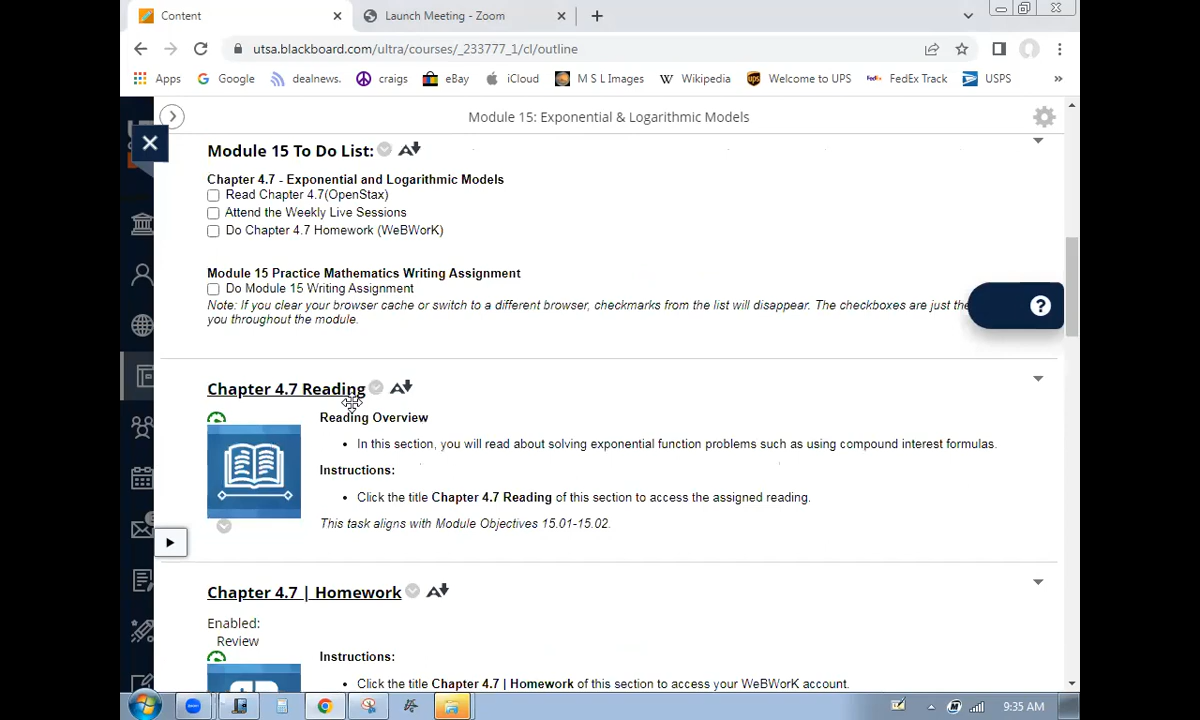 Content
Launch Meeting - Zoom
utsa.blackboard.com/ultra/courses/_233777_1/cl/outline
Apps
Google
dealnews.
craigs
eBay
iCloud
M S L Images
Wikipedia
Welcome to UPS
FedEx Track
USPS
Module 15: Exponential & Logarithmic Models
Module 15 To Do List:
Chapter 4.7 - Exponential and Logarithmic Models
Read Chapter 4.7(OpenStax)
Attend the Weekly Live Sessions
Do Chapter 4.7 Homework (WeBWorK)
Module 15 Practice Mathematics Writing Assignment
Do Module 15 Writing Assignment
Note: If you clear your browser cache or switch to a different browser, checkmarks from the list will disappear. The checkboxes are just the
you throughout the module.
Chapter 4.7 Reading
Reading Overview
In this section, you will read about solving exponential function problems such as using compound interest formulas.
Instructions:
Click the title Chapter 4.7 Reading of this section to access the assigned reading.
This task aligns with Module Objectives 15.01-15.02.
Chapter 4.7 | Homework
Enabled:
Review
Instructions:
Click the title Chapter 4.7 | Homework of this section to access your WeBWorK account.
9:35 AM